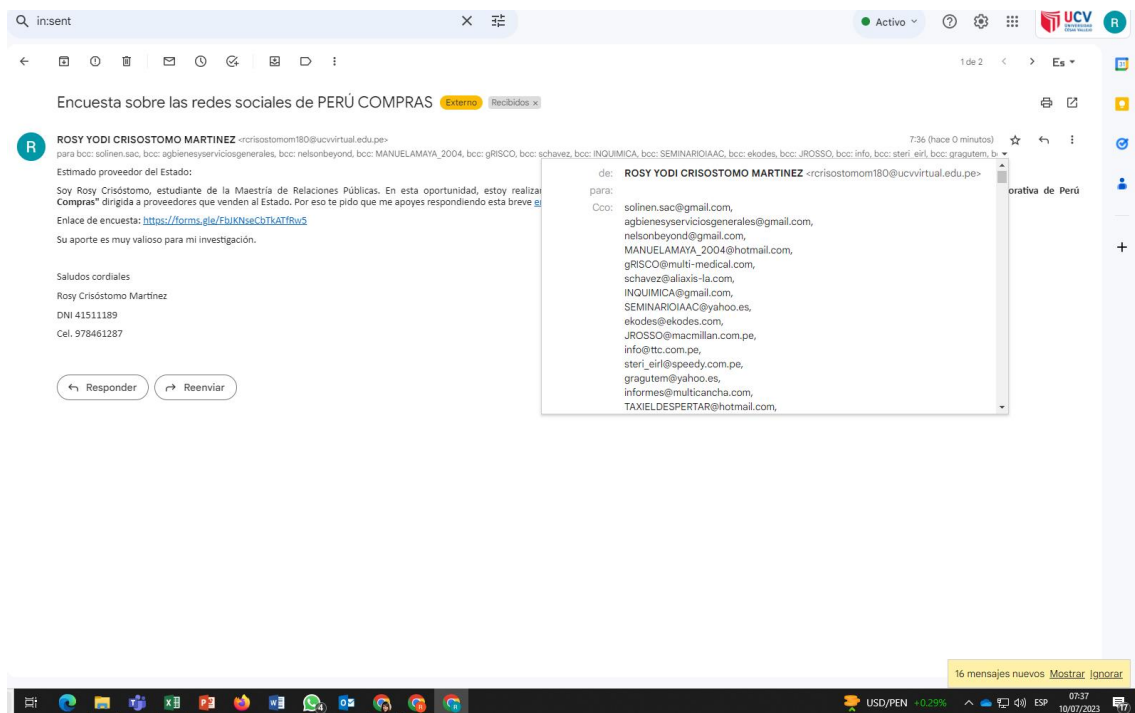 in:sent
Activo
UCV
UNIVERSIDAD
CÉSAR VALLEJO
R
1 de 2
Es
31
Encuesta sobre las redes sociales de PERÚ COMPRAS Externo Recibidos x
R
ROSY YODI CRISOSTOMO MARTINEZ <rcrisostomom180@ucvvirtual.edu.pe>
7:36 (hace 0 minutos)
para bcc: solinen.sac, bcc: agbienesyserviciosgenerales, bcc: nelsonbeyond, bcc: MANUELAMAYA_2004, bcc: gRISCO, bcc: schavez, bcc: INQUIMICA, bcc: SEMINARIOIAAC, bcc: ekodes, bcc: JROSSO, bcc: info, bcc: steri_eirl, bcc: gragutem, b
Estimado proveedor del Estado:
Soy Rosy Crisóstomo, estudiante de la Maestría de Relaciones Públicas. En esta oportunidad, estoy realizar
orativa de Perú
Compras" dirigida a proveedores que venden al Estado. Por eso te pido que me apoyes respondiendo esta breve e
Enlace de encuesta: https://forms.gle/FbJKNseCbTkATfRw5
Su aporte es muy valioso para mi investigación.
Saludos cordiales
Rosy Crisóstomo Martínez
DNI 41511189
Cel. 978461287
Responder
Reenviar
de: ROSY YODI CRISOSTOMO MARTINEZ <rcrisostomom180@ucvvirtual.edu.pe>
para:
Cco: solinen.sac@gmail.com,
agbienesyserviciosgenerales@gmail.com,
nelsonbeyond@gmail.com,
MANUELAMAYA_2004@hotmail.com,
gRISCO@multi-medical.com,
schavez@aliaxis-la.com,
INQUIMICA@gmail.com,
SEMINARIOIAAC@yahoo.es,
ekodes@ekodes.com,
JROSSO@macmillan.com.pe,
info@ttc.com.pe,
steri_eirl@speedy.com.pe,
gragutem@yahoo.es,
informes@multicancha.com,
TAXIELDESPERTAR@hotmail.com,
16 mensajes nuevos Mostrar Ignorar
USD/PEN +0.29%
ESP
07:37
10/07/2023
17